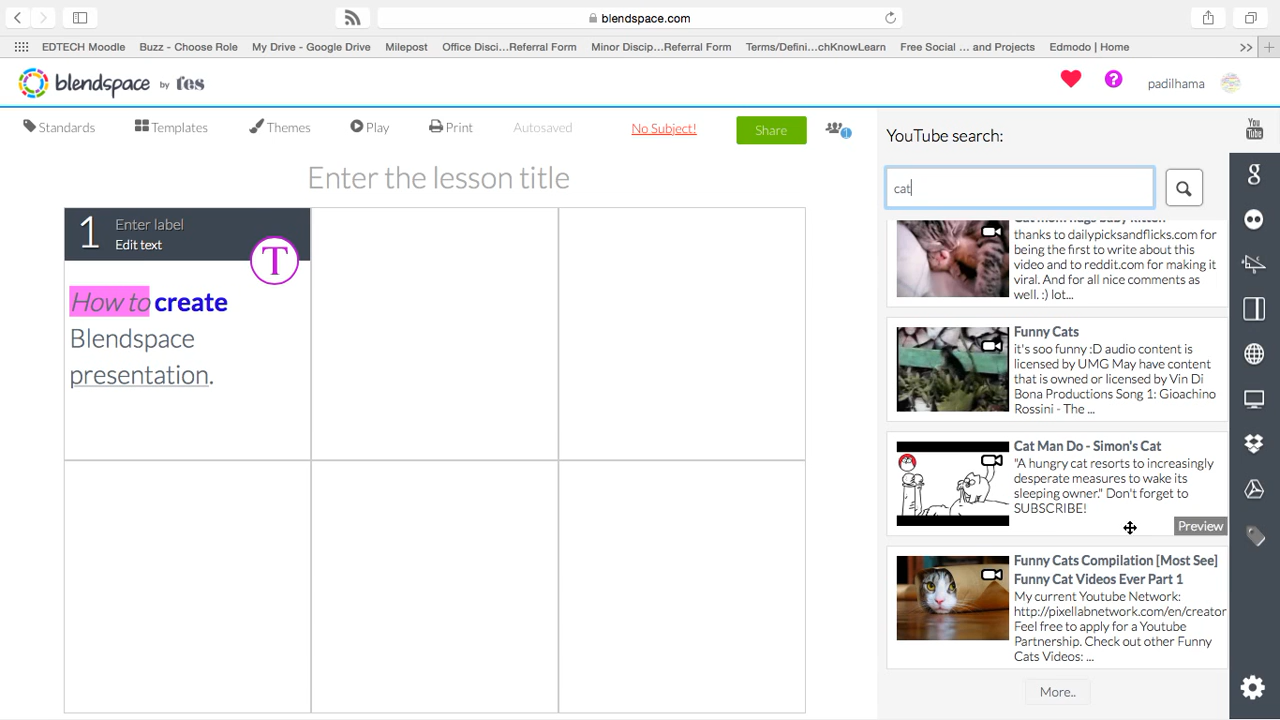 blendspace.com
EDTECH Moodle
Buzz - Choose Role
My Drive - Google Drive
Milepost
Office Disci...Referral Form
Minor Discip...Referral Form
Terms/Defini...chKnowLearn
Free Social ... and Projects
Edmodo | Home
blendspace by tes
?
padilhama
Standards
Templates
Themes
Play
Print
Autosaved
No Subject!
Share
1
YouTube search:
You Tube
Enter the lesson title
cat
g
1
Enter label
Edit text
T
How to create
Blendspace
presentation.
Cat mom hugs baby kitten
thanks to dailypicksandflicks.com for
being the first to write about this
video and to reddit.com for making it
viral. And for all nice comments as
well. :) lot...
Funny Cats
it's soo funny :D audio content is
licensed by UMG May have content
that is owned or licensed by Vin Di
Bona Productions Song 1: Gioachino
Rossini - The ...
Cat Man Do - Simon's Cat
"A hungry cat resorts to increasingly
desperate measures to wake its
sleeping owner." Don't forget to
SUBSCRIBE!
Preview
Funny Cats Compilation [Most See]
Funny Cat Videos Ever Part 1
My current Youtube Network:
http://pixellabnetwork.com/en/creator
Feel free to apply for a Youtube
Partnership. Check out other Funny
Cats Videos: ...
More..